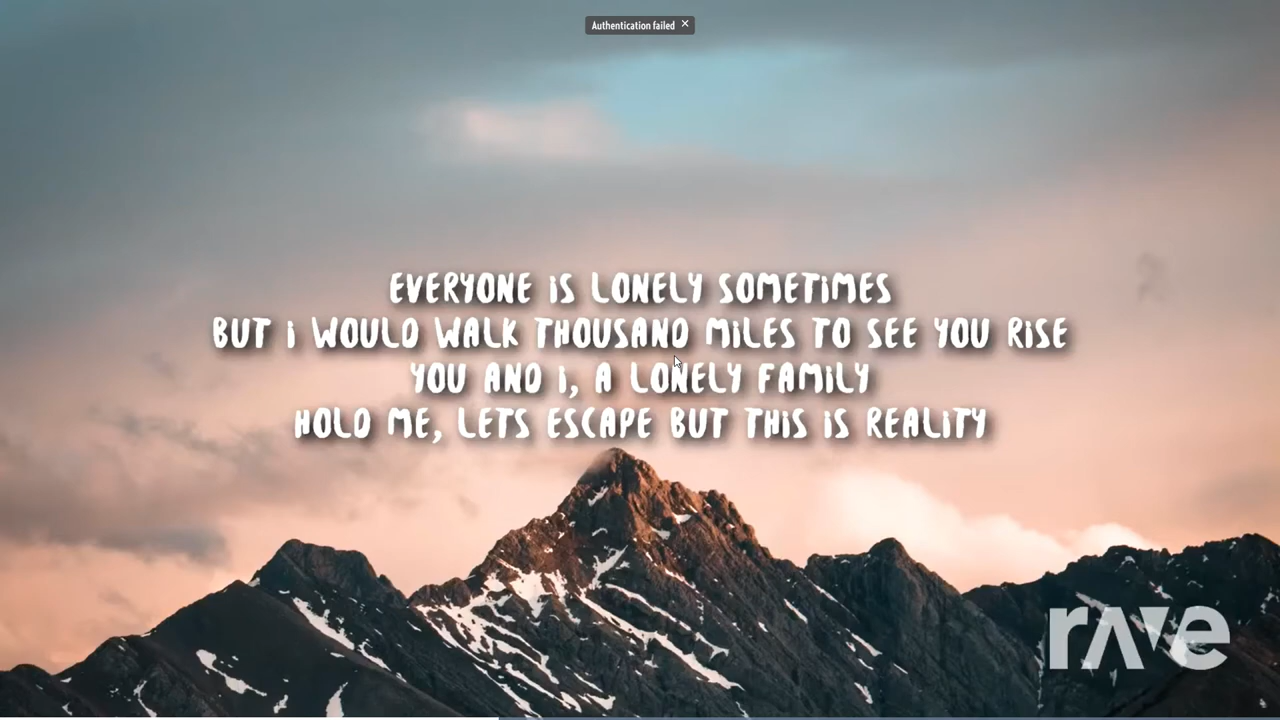 Authentication failed ×
EVERYONE iS LONELY SOMETiMES
BUT i WOULD WALK THOUSAND MiLES TO SEE YOU RiSE
YOU AND i, A LONELY FAMiLY
HOLD ME, LETS ESCAPE BUT THiS iS REALiTY
rave